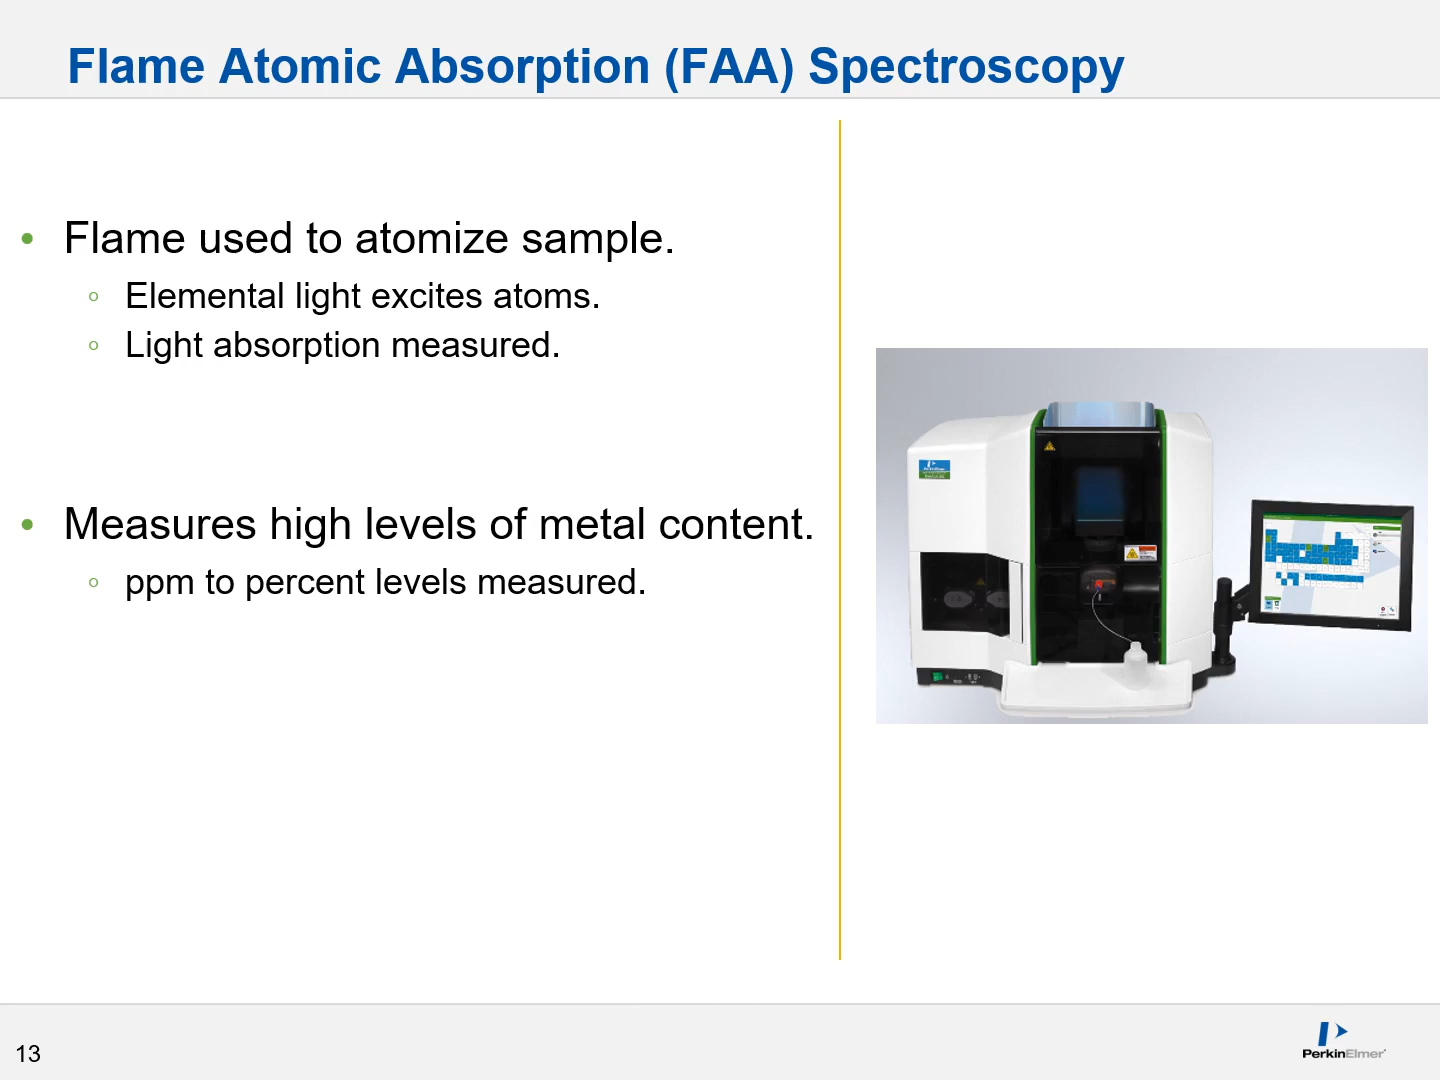 Flame Atomic Absorption (FAA) Spectroscopy
• Flame used to atomize sample.
o Elemental light excites atoms.
o Light absorption measured.
• Measures high levels of metal content.
o ppm to percent levels measured.
13
PerkinElmer